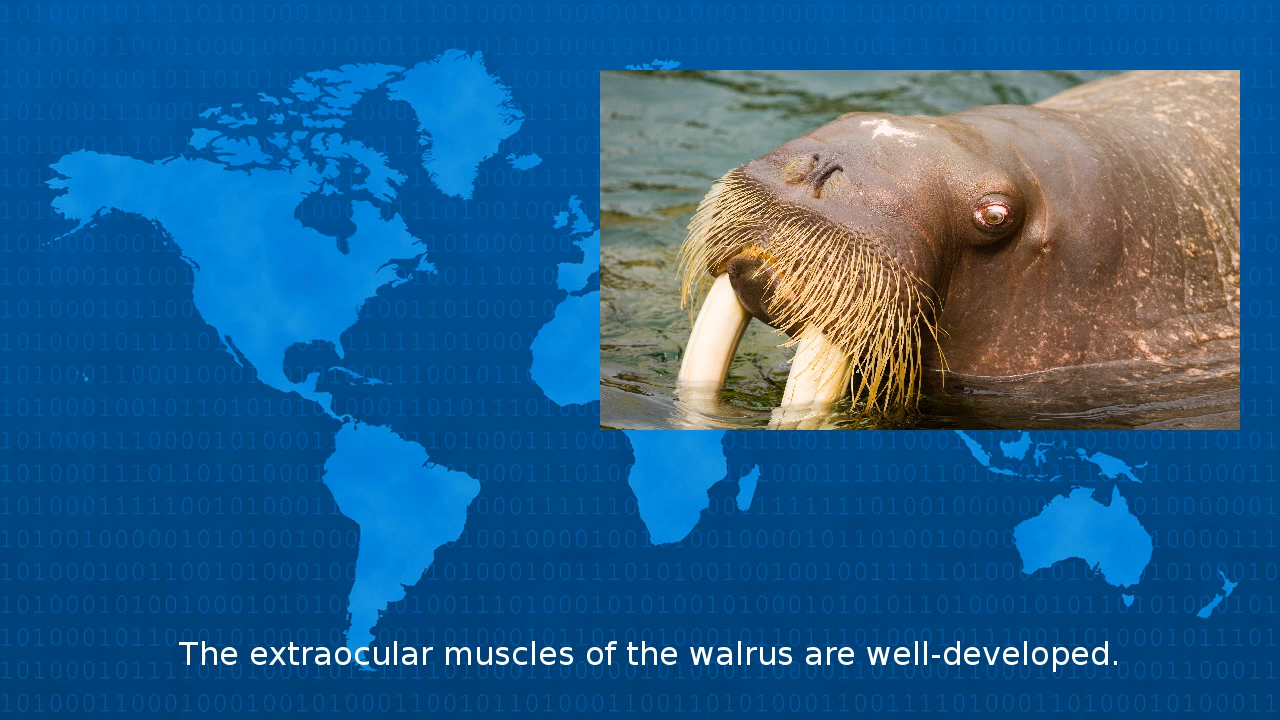 The extraocular muscles of the walrus are well-developed.